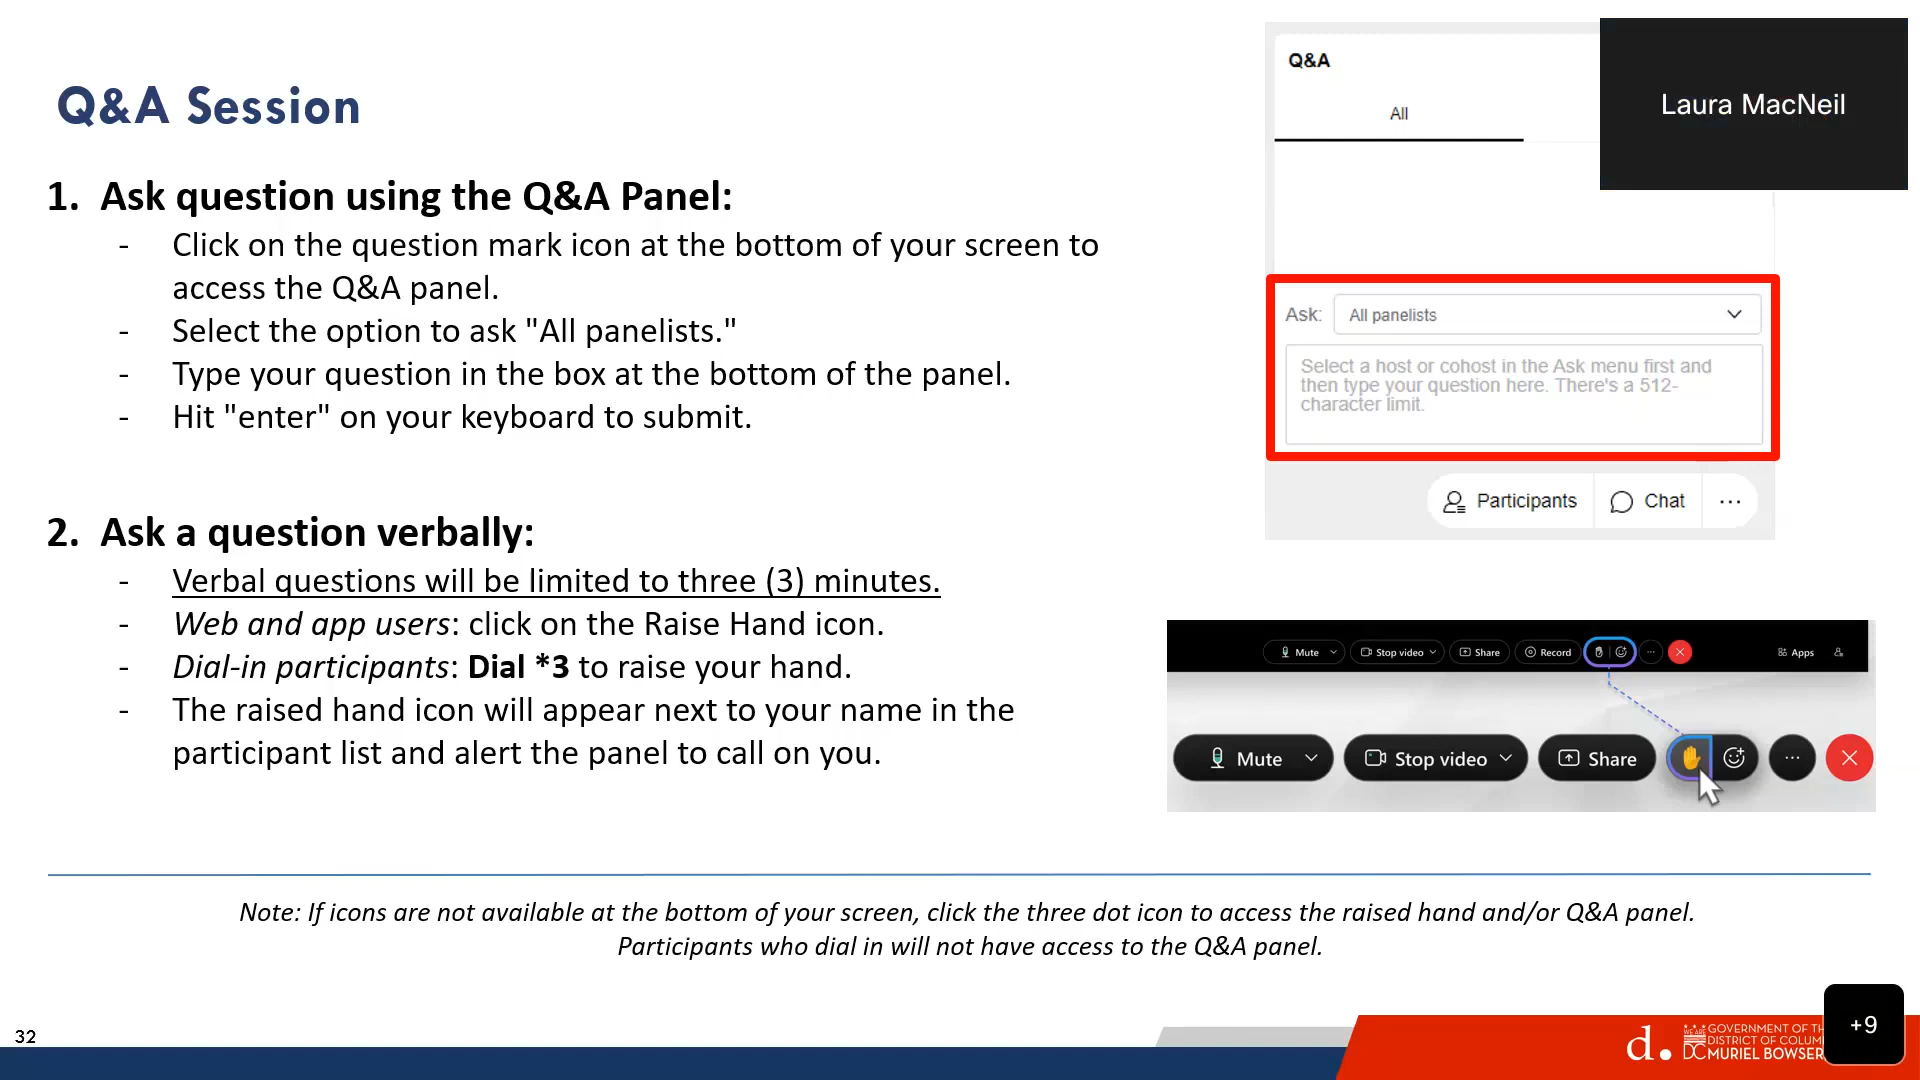 Q&A Session
1. Ask question using the Q&A Panel:
- Click on the question mark icon at the bottom of your screen to
access the Q&A panel.
- Select the option to ask "All panelists."
- Type your question in the box at the bottom of the panel.
- Hit "enter" on your keyboard to submit.
2. Ask a question verbally:
- Verbal questions will be limited to three (3) minutes.
- Web and app users: click on the Raise Hand icon.
- Dial-in participants: Dial *3 to raise your hand.
- The raised hand icon will appear next to your name in the
participant list and alert the panel to call on you.
Q&A
All
Laura MacNeil
Ask: All panelists
Select a host or cohost in the Ask menu first and
then type your question here. There's a 512-
character limit.
Participants Chat ...
Mute Stop video Share Record ... Apps
Mute Stop video Share ...
Note: If icons are not available at the bottom of your screen, click the three dot icon to access the raised hand and/or Q&A panel.
Participants who dial in will not have access to the Q&A panel.
32
d.
WE ARE
DC
GOVERNMENT OF TH
DISTRICT OF COLUM
MURIEL BOWSER
+9